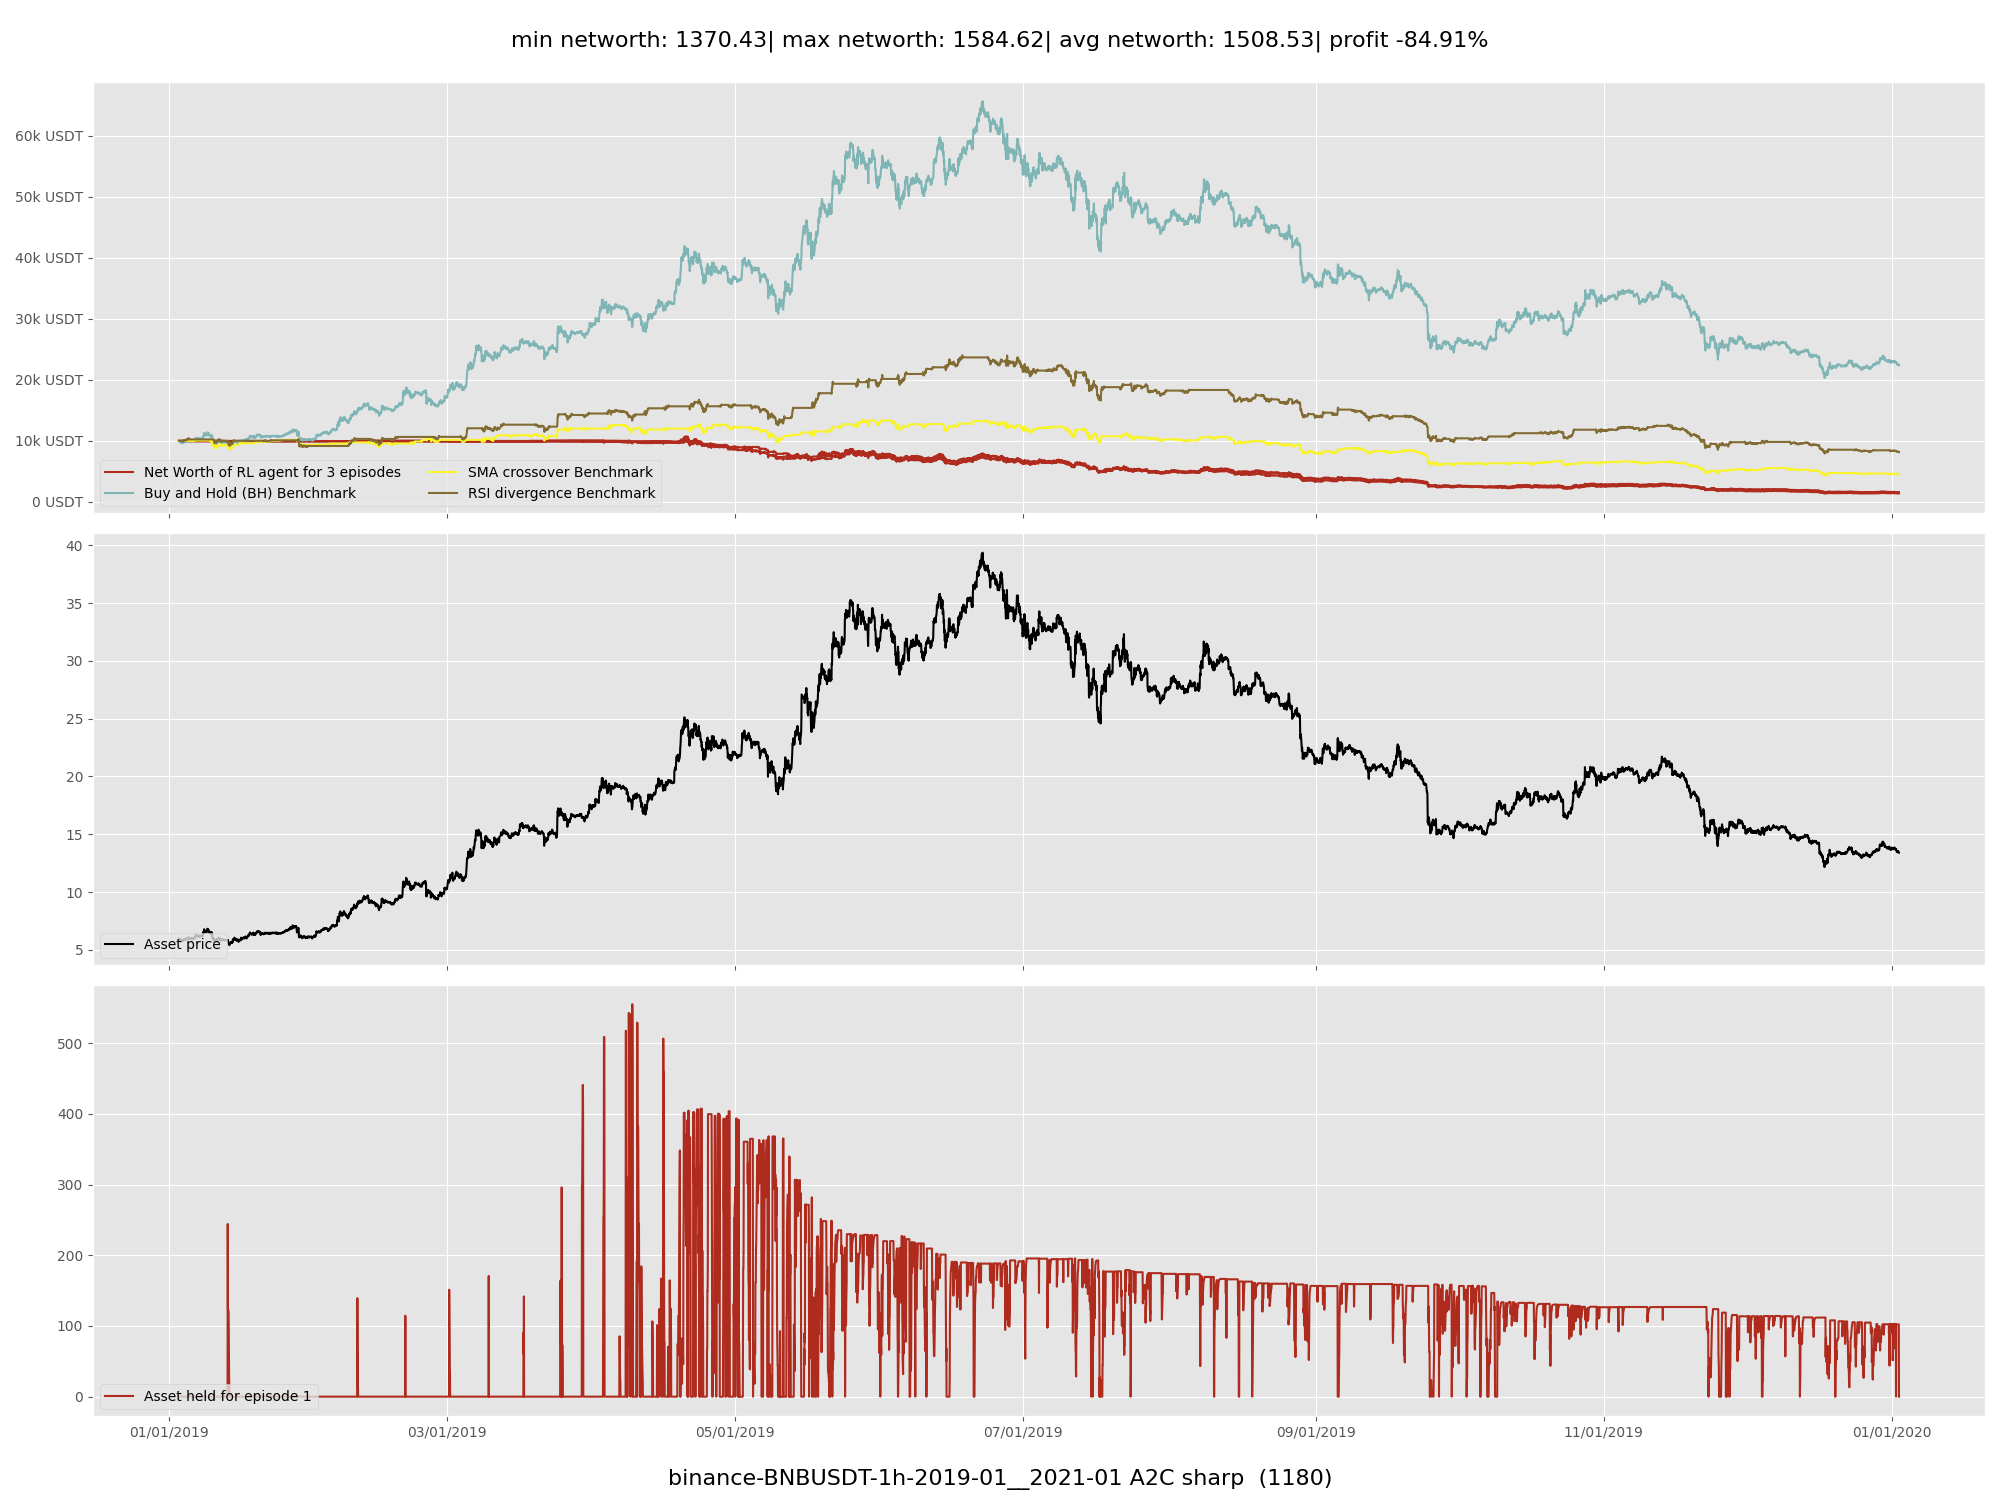 min networth: 1370.43| max networth: 1584.62| avg networth: 1508.53| profit -84.91%
60k USDT
50k USDT
40k USDT
30k USDT
20k USDT
10k USDT
0 USDT
Net Worth of RL agent for 3 episodes
Buy and Hold (BH) Benchmark
SMA crossover Benchmark
RSI divergence Benchmark
40
35
30
25
20
15
10
5
Asset price
500
400
300
200
100
0
Asset held for episode 1
01/01/2019 03/01/2019 05/01/2019 07/01/2019 09/01/2019 11/01/2019 01/01/2020
binance-BNBUSDT-1h-2019-01__2021-01 A2C sharp  (1180)